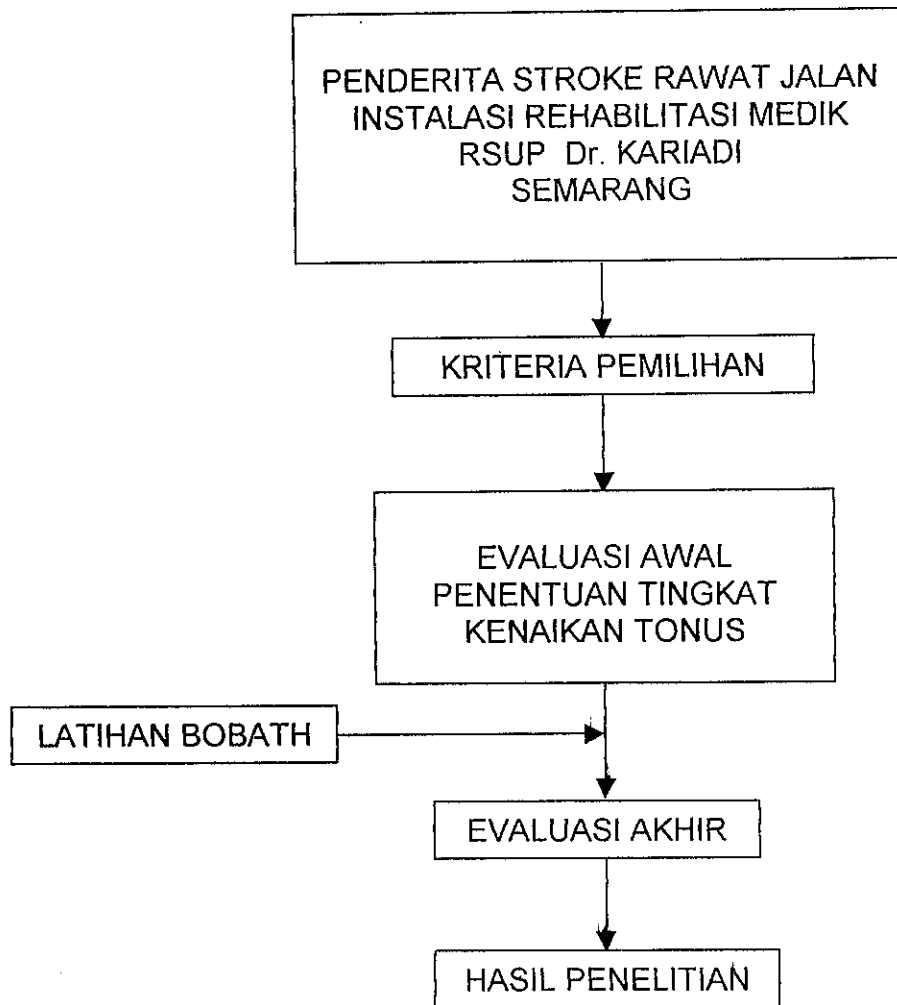 PENDERITA STROKE RAWAT JALAN
INSTALASI REHABILITASI MEDIK
RSUP Dr. KARIADI
SEMARANG
KRITERIA PEMILIHAN
EVALUASI AWAL
PENENTUAN TINGKAT
KENAIKAN TONUS
LATIHAN BOBATH
EVALUASI AKHIR
HASIL PENELITIAN